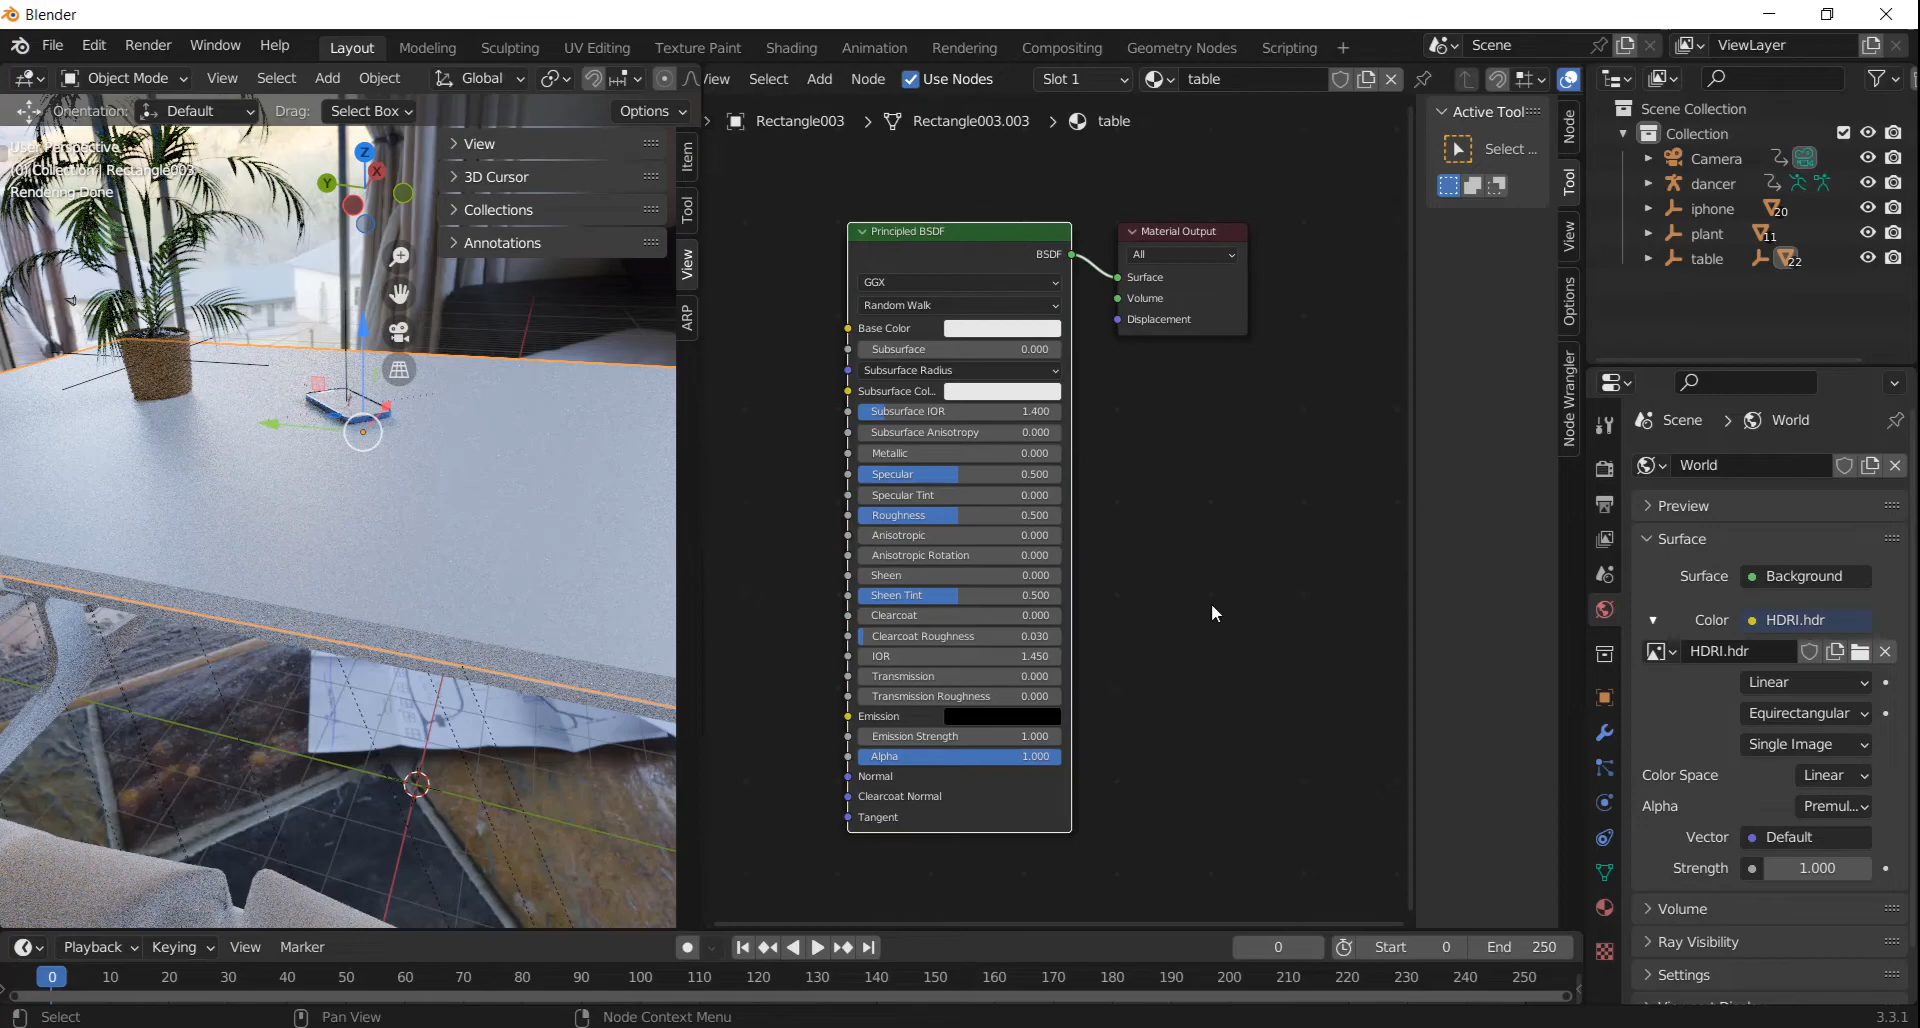 Blender
File Edit Render Window Help Layout Modeling Sculpting UV Editing Texture Paint Shading Animation Rendering Compositing Geometry Nodes Scripting + Scene ViewLayer
Object Mode View Select Add Object Global View Select Add Node Use Nodes Slot 1 table
Orientation: Default Drag: Select Box Options
Rectangle003 > Rectangle003.003 > table
User Perspective
(0) Collection | Rectangle003
Rendering Done
View
3D Cursor
Collections
Annotations
Item
Tool
View
ARP
Z
X
Y
Principled BSDF
BSDF
GGX
Random Walk
Base Color
Subsurface 0.000
Subsurface Radius
Subsurface Col...
Subsurface IOR 1.400
Subsurface Anisotropy 0.000
Metallic 0.000
Specular 0.500
Specular Tint 0.000
Roughness 0.500
Anisotropic 0.000
Anisotropic Rotation 0.000
Sheen 0.000
Sheen Tint 0.500
Clearcoat 0.000
Clearcoat Roughness 0.030
IOR 1.450
Transmission 0.000
Transmission Roughness 0.000
Emission
Emission Strength 1.000
Alpha 1.000
Normal
Clearcoat Normal
Tangent
Material Output
All
Surface
Volume
Displacement
Active Tool
Select ...
Node
Tool
View
Options
Node Wrangler
Scene Collection
Collection
Camera
dancer
iphone 20
plant 11
table 22
Scene > World
World
Preview
Surface
Surface Background
Color HDRI.hdr
HDRI.hdr
Linear
Equirectangular
Single Image
Color Space Linear
Alpha Premul...
Vector Default
Strength 1.000
Volume
Ray Visibility
Settings
Playback Keying View Marker 0 Start 0 End 250
0 10 20 30 40 50 60 70 80 90 100 110 120 130 140 150 160 170 180 190 200 210 220 230 240 250
Select Pan View Node Context Menu 3.3.1